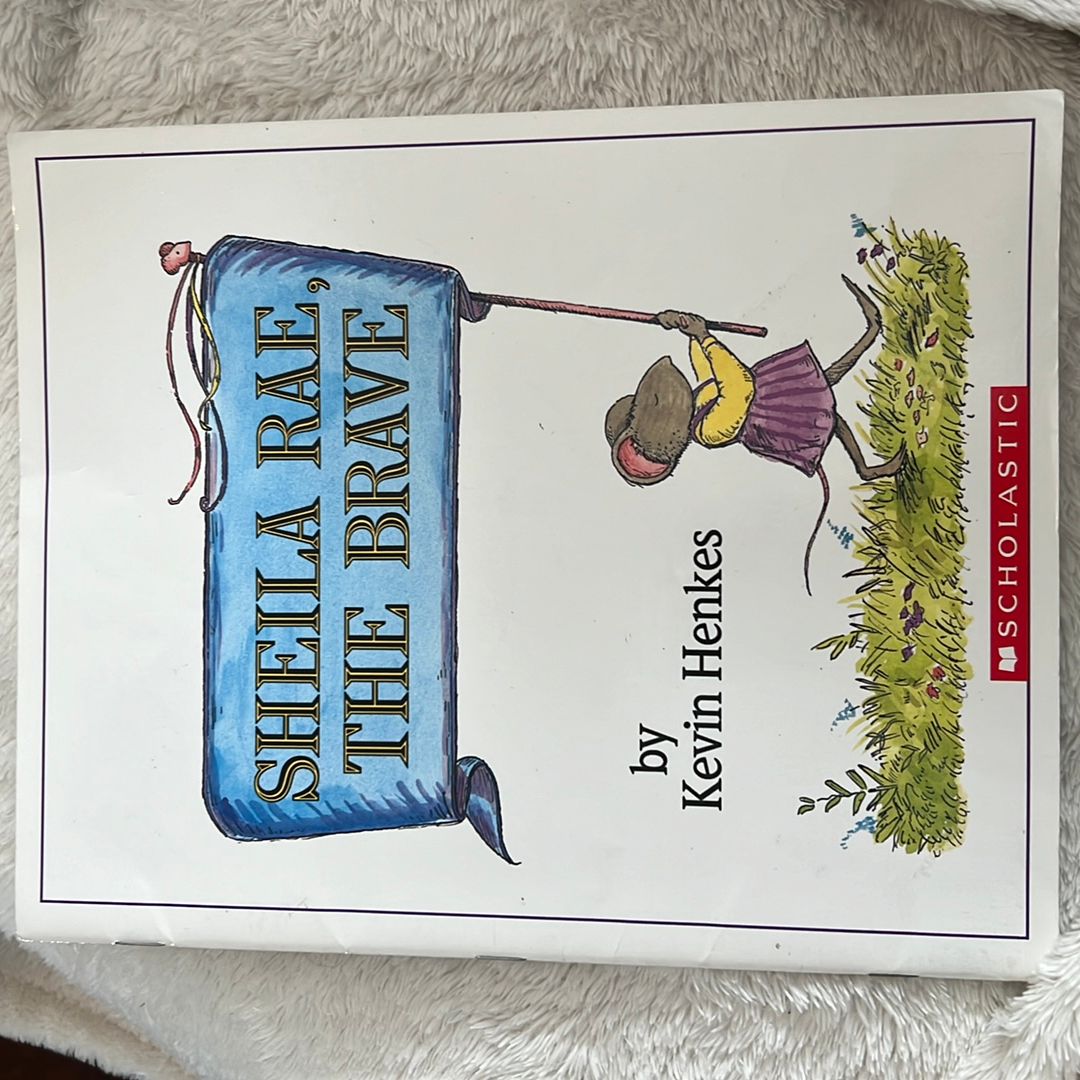 SHEILA RAE,
THE BRAVE
by
Kevin Henkes
SCHOLASTIC